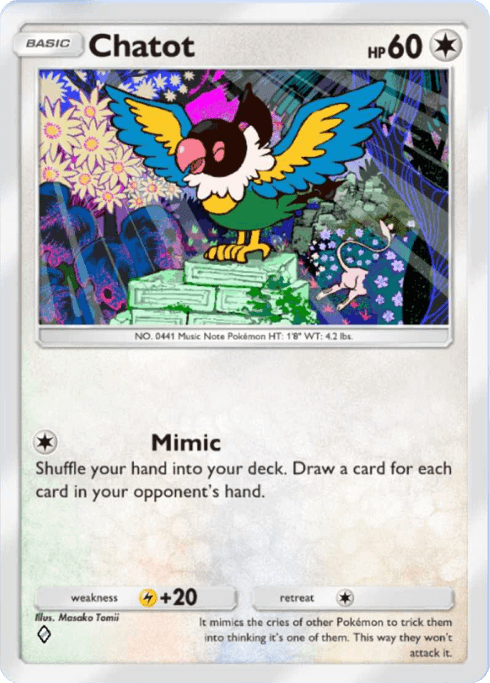 BASIC Chatot HP 60
NO. 0441 Music Note Pokémon HT: 1'8" WT: 4.2 lbs.
Mimic
Shuffle your hand into your deck. Draw a card for each
card in your opponent's hand.
weakness +20 retreat
Illus. Masako Tomii
It mimics the cries of other Pokémon to trick them
into thinking it's one of them. This way they won't
attack it.